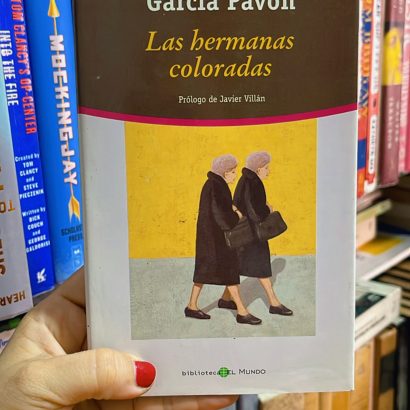 García Pavón
Las hermanas
coloradas
Prólogo de Javier Villán
biblioteca EL MUNDO
TOM CLANCY'S OP-CENTER
INTO THE FIRE
Created by
TOM CLANCY
and
STEVE
PIECZENIK
Written by
DICK
COUCH
and
GEORGE
GALDORISI
MOCKINGJAY
SCHOLASTIC
PRESS